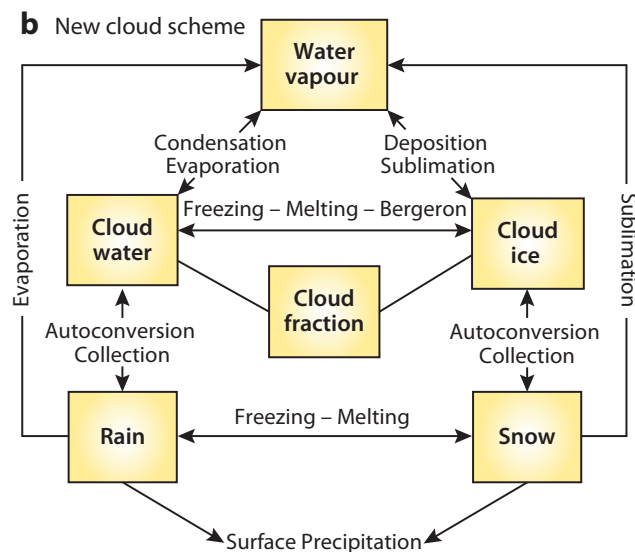 b New cloud scheme
Water
vapour
Condensation
Evaporation
Deposition
Sublimation
Evaporation
Sublimation
Cloud
water
Freezing – Melting – Bergeron
Cloud
ice
Cloud
fraction
Autoconversion
Collection
Autoconversion
Collection
Rain
Freezing – Melting
Snow
Surface Precipitation